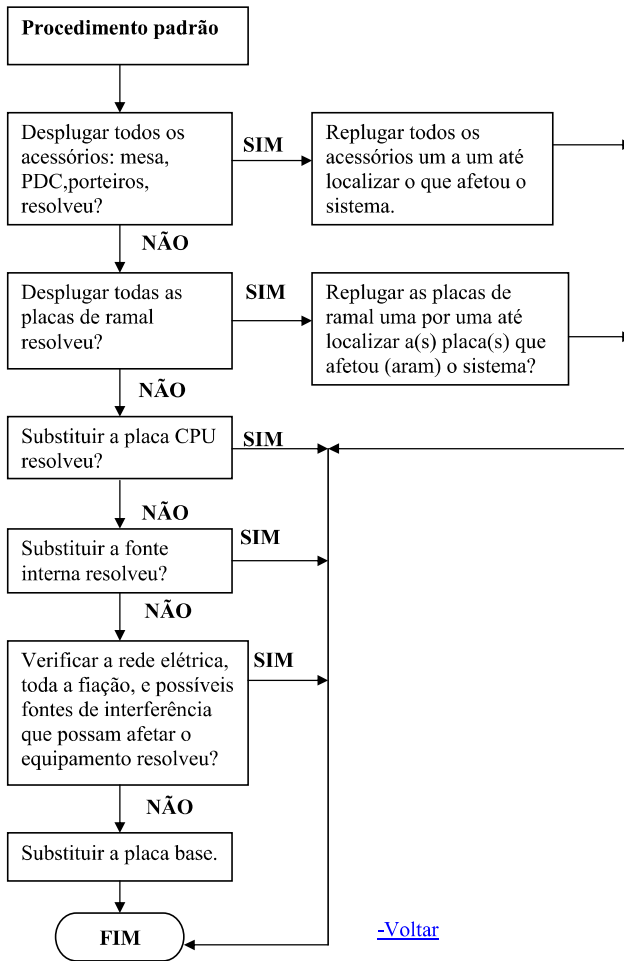 Procedimento padrão
Desplugar todos os
acessórios: mesa,
PDC,porteiros,
resolveu?
SIM
Replugar todos os
acessórios um a um até
localizar o que afetou o
sistema.
NÃO
Desplugar todas as
placas de ramal
resolveu?
SIM
Replugar as placas de
ramal uma por uma até
localizar a(s) placa(s) que
afetou (aram) o sistema?
NÃO
Substituir a placa CPU
resolveu?
SIM
NÃO
Substituir a fonte
interna resolveu?
SIM
NÃO
Verificar a rede elétrica,
toda a fiação, e possíveis
fontes de interferência
que possam afetar o
equipamento resolveu?
SIM
NÃO
Substituir a placa base.
FIM
-Voltar